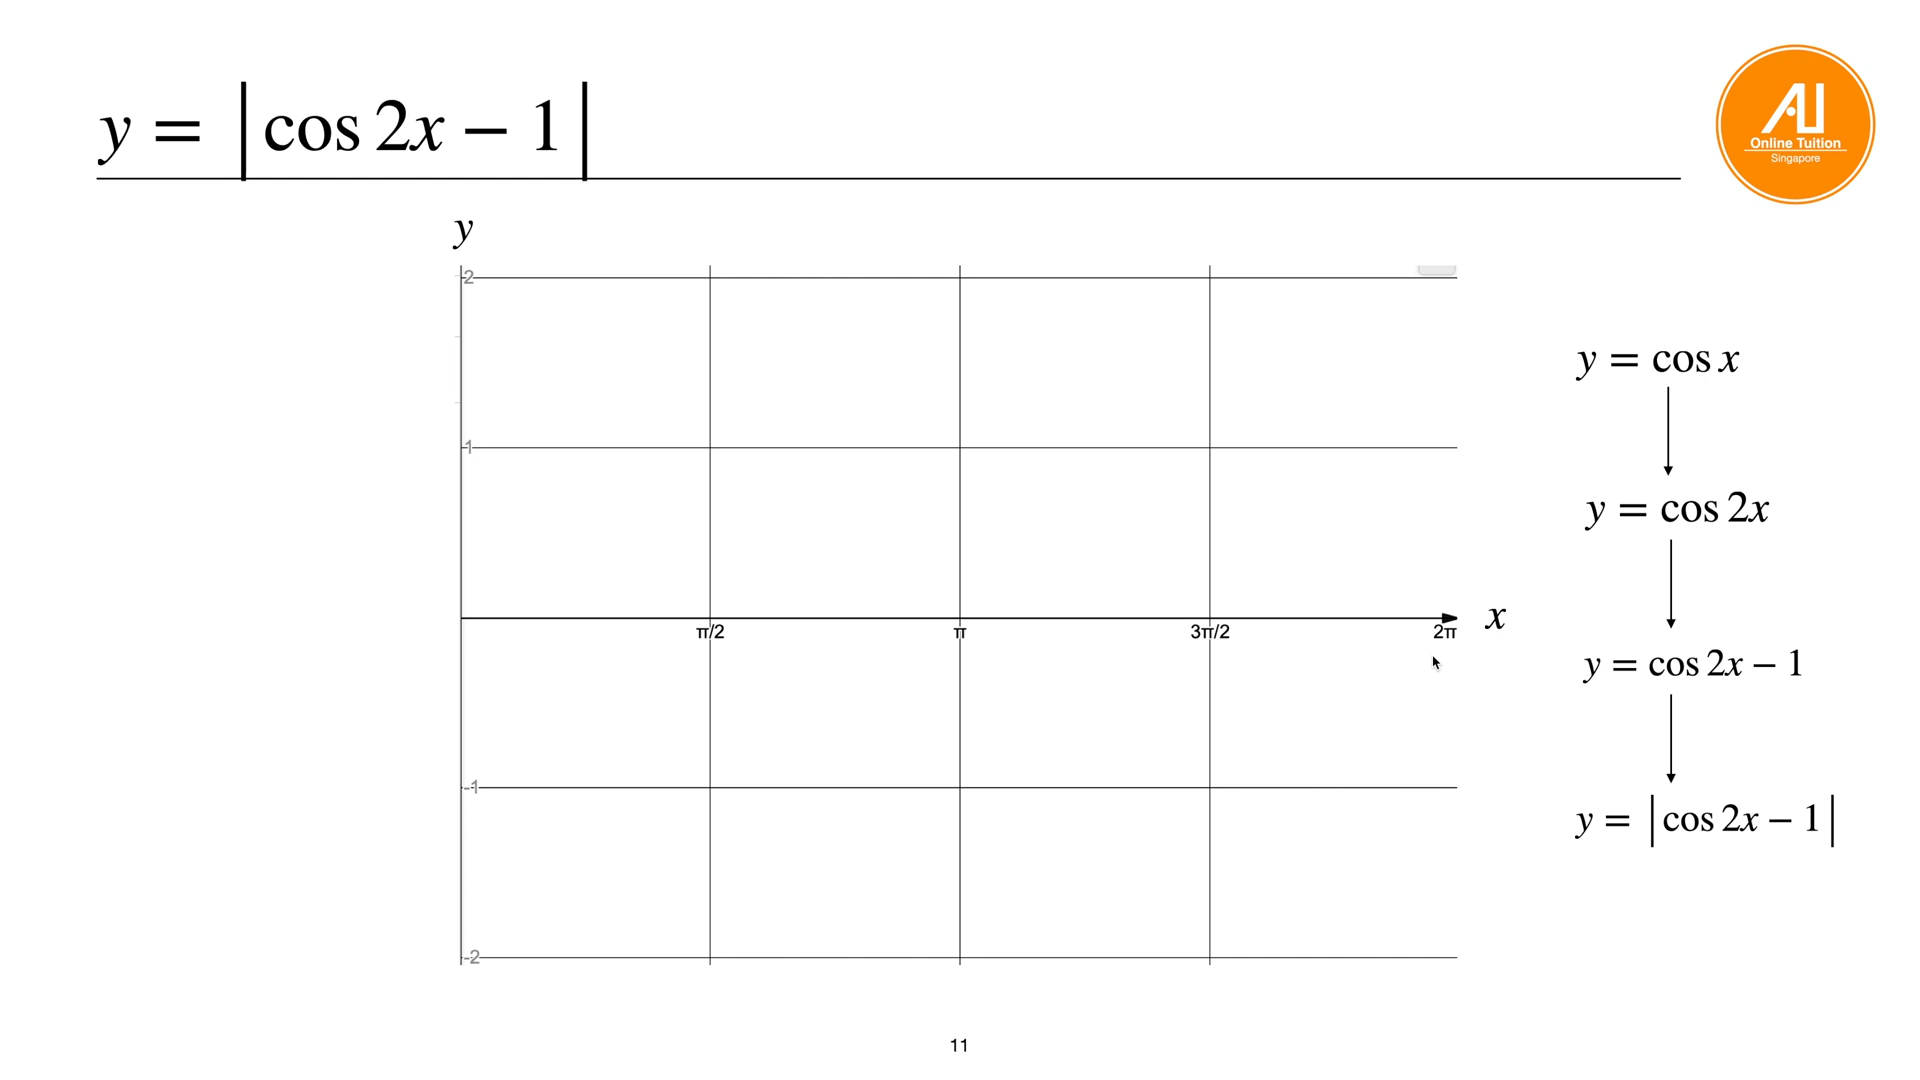 y = |cos 2x − 1|
AU
Online Tuition
Singapore
y
2
1
π/2 π 3π/2 2π x
-1
-2
y = cos x
y = cos 2x
y = cos 2x − 1
y = |cos 2x − 1|
11